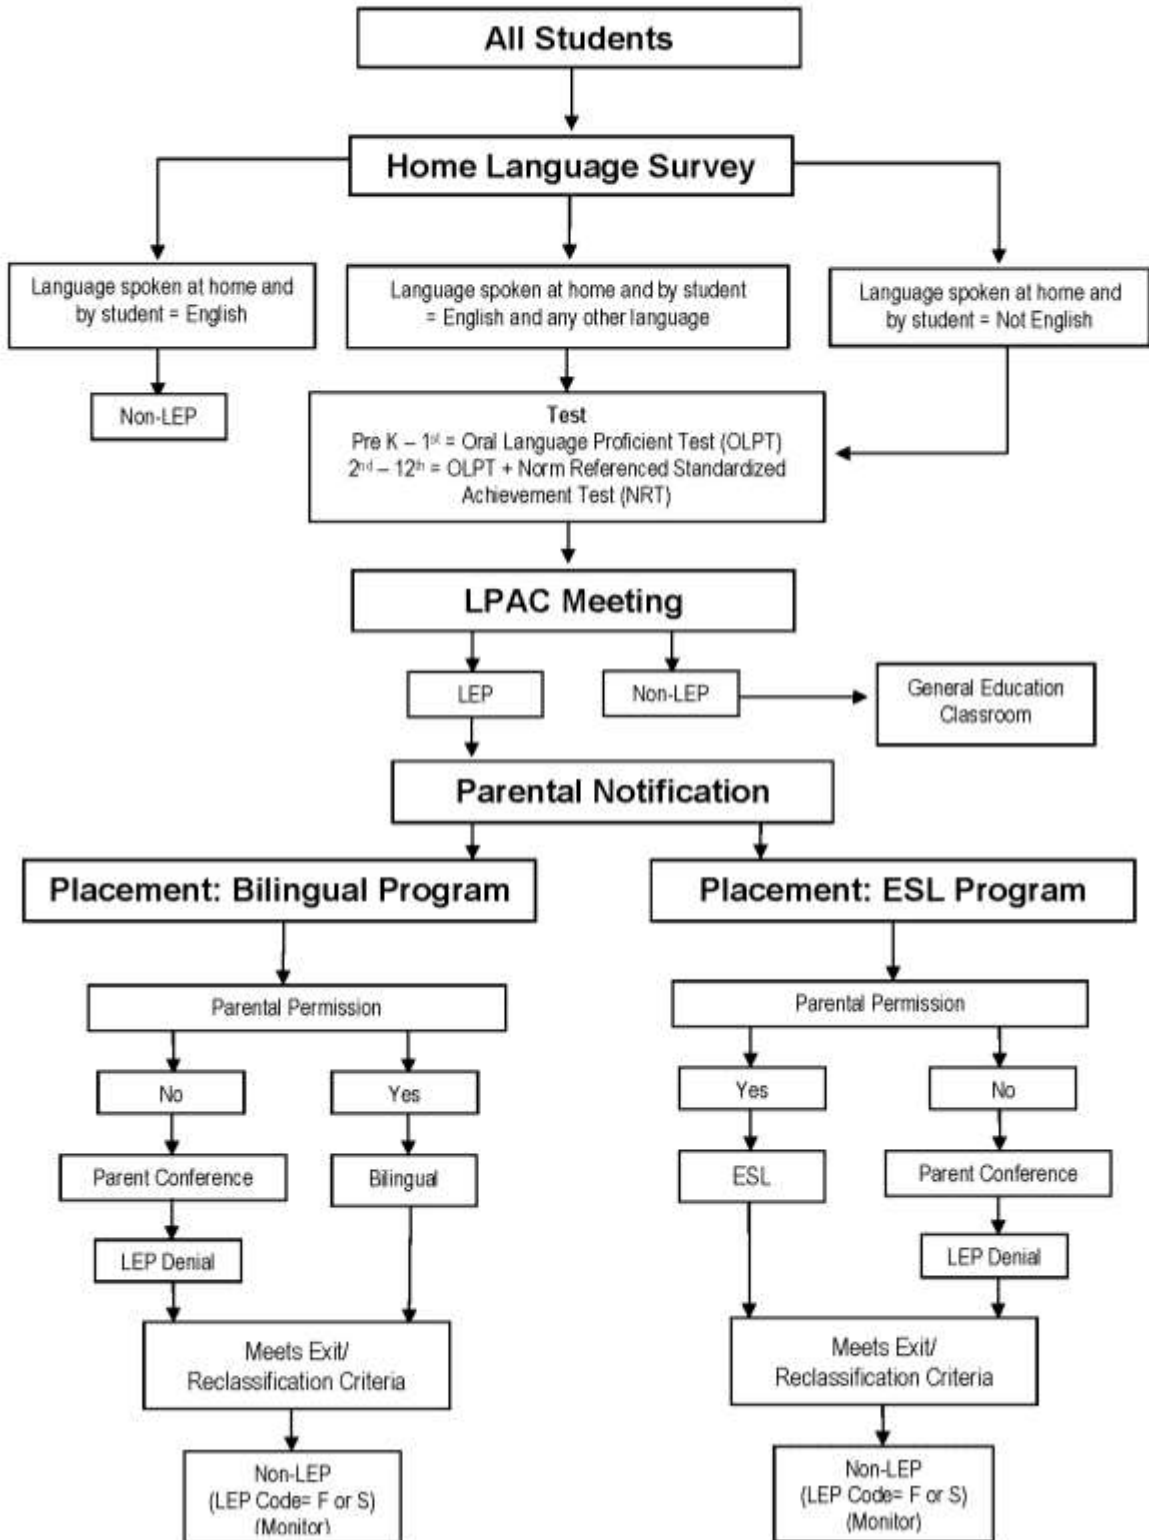 All Students
Home Language Survey
Language spoken at home and
by student = English
Language spoken at home and by student
= English and any other language
Language spoken at home and
by student = Not English
Non-LEP
Test
Pre K – 1st = Oral Language Proficient Test (OLPT)
2nd – 12th = OLPT + Norm Referenced Standardized
Achievement Test (NRT)
LPAC Meeting
LEP
Non-LEP
General Education
Classroom
Parental Notification
Placement: Bilingual Program
Placement: ESL Program
Parental Permission
Parental Permission
No
Yes
Yes
No
Parent Conference
Bilingual
ESL
Parent Conference
LEP Denial
LEP Denial
Meets Exit/
Reclassification Criteria
Meets Exit/
Reclassification Criteria
Non-LEP
(LEP Code= F or S)
(Monitor)
Non-LEP
(LEP Code= F or S)
(Monitor)